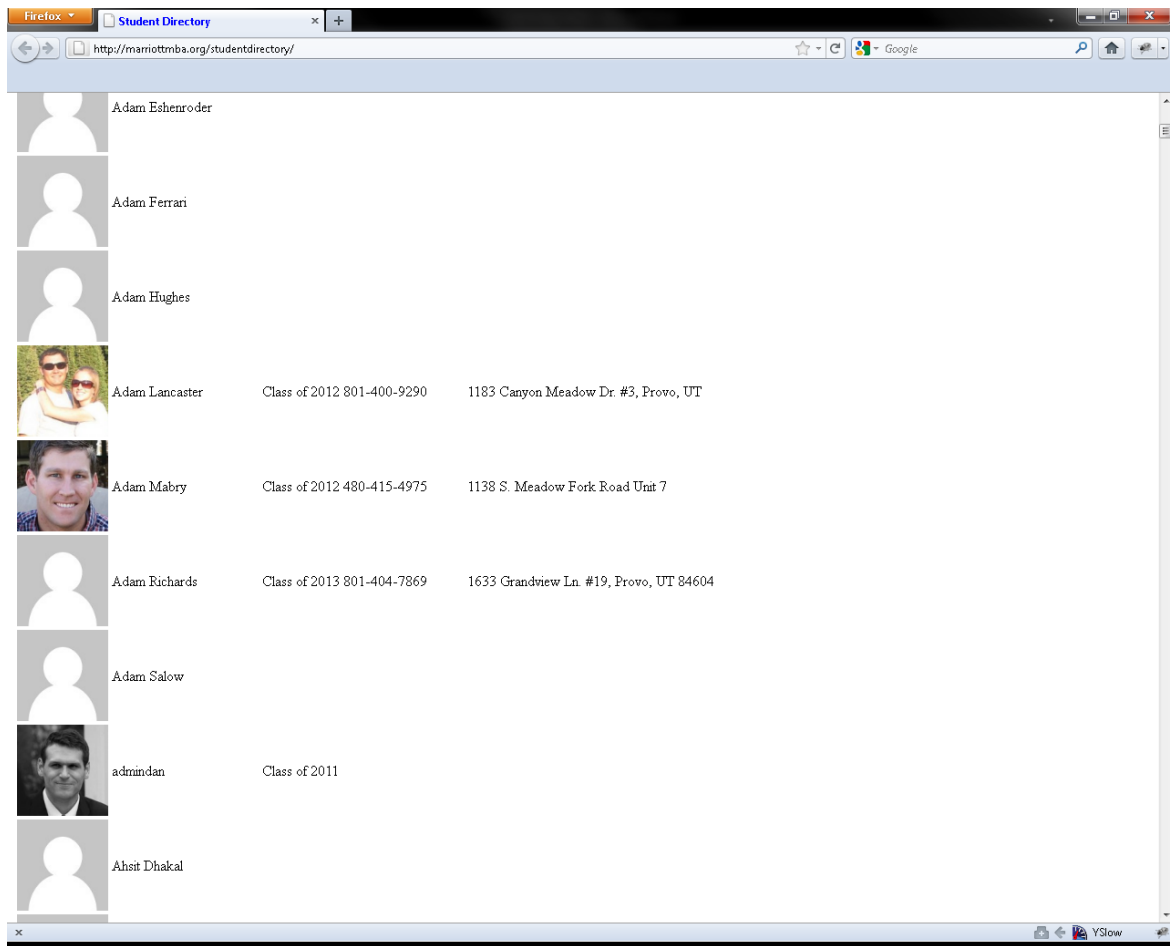 Firefox
Student Directory
http://marriottmba.org/studentdirectory/
Google
Adam Eshenroder
Adam Ferrari
Adam Hughes
Adam Lancaster Class of 2012 801-400-9290 1183 Canyon Meadow Dr. #3, Provo, UT
Adam Mabry Class of 2012 480-415-4975 1138 S. Meadow Fork Road Unit 7
Adam Richards Class of 2013 801-404-7869 1633 Grandview Ln. #19, Provo, UT 84604
Adam Salow
admindan Class of 2011
Ahsit Dhakal
YSlow